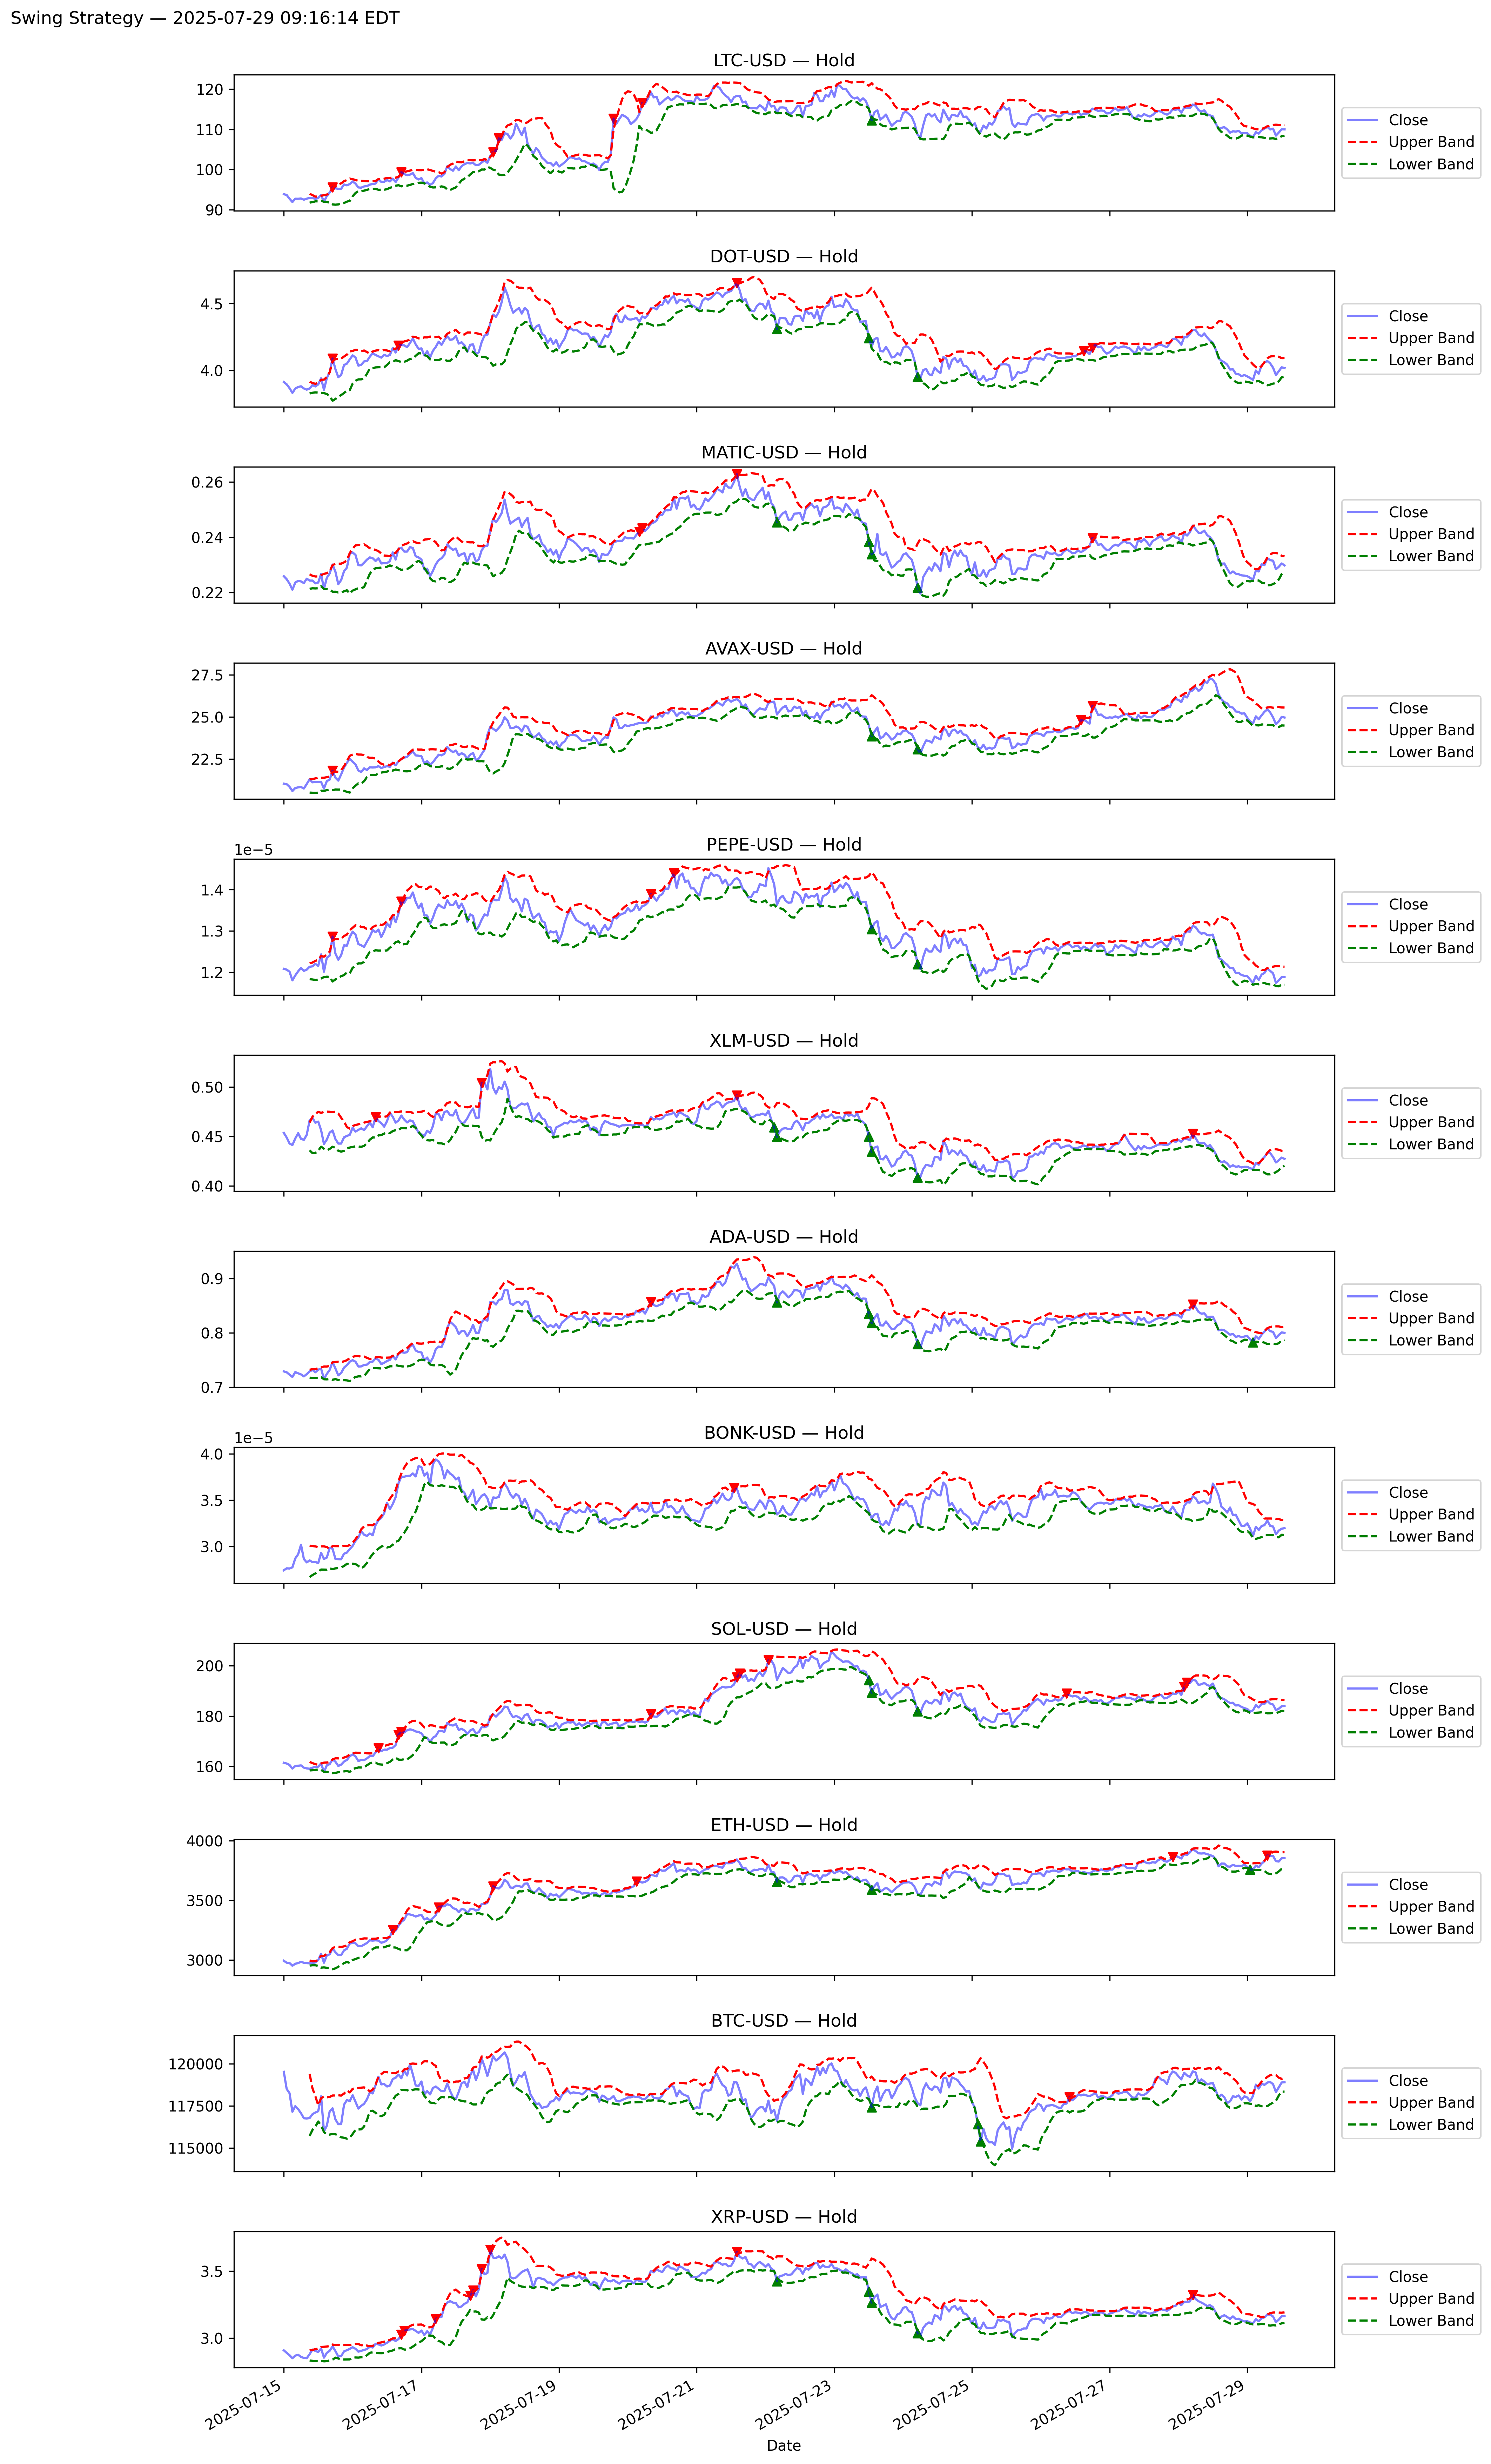 Swing Strategy — 2025-07-29 09:16:14 EDT
LTC-USD — Hold
120
110
100
90
Close
Upper Band
Lower Band
DOT-USD — Hold
4.5
4.0
Close
Upper Band
Lower Band
MATIC-USD — Hold
0.26
0.24
0.22
Close
Upper Band
Lower Band
AVAX-USD — Hold
27.5
25.0
22.5
Close
Upper Band
Lower Band
PEPE-USD — Hold
1e−5
1.4
1.3
1.2
Close
Upper Band
Lower Band
XLM-USD — Hold
0.50
0.45
0.40
Close
Upper Band
Lower Band
ADA-USD — Hold
0.9
0.8
0.7
Close
Upper Band
Lower Band
BONK-USD — Hold
1e−5
4.0
3.5
3.0
Close
Upper Band
Lower Band
SOL-USD — Hold
200
180
160
Close
Upper Band
Lower Band
ETH-USD — Hold
4000
3500
3000
Close
Upper Band
Lower Band
BTC-USD — Hold
120000
117500
115000
Close
Upper Band
Lower Band
XRP-USD — Hold
3.5
3.0
Close
Upper Band
Lower Band
2025-07-15
2025-07-17
2025-07-19
2025-07-21
2025-07-23
2025-07-25
2025-07-27
2025-07-29
Date